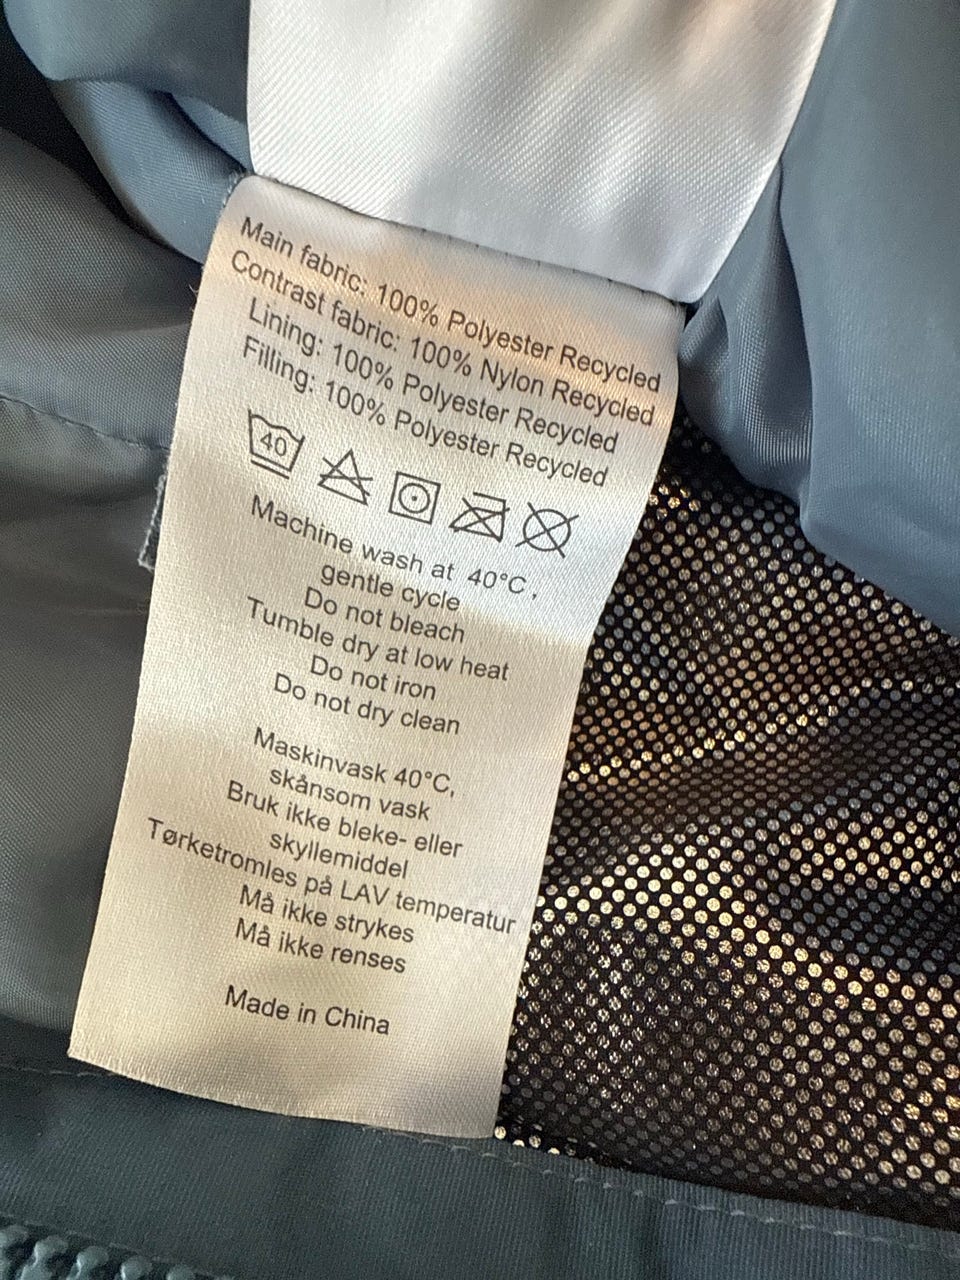 Main fabric: 100% Polyester Recycled
Contrast fabric: 100% Nylon Recycled
Lining: 100% Polyester Recycled
Filling: 100% Polyester Recycled
40
Machine wash at 40°C,
gentle cycle
Do not bleach
Tumble dry at low heat
Do not iron
Do not dry clean
Maskinvask 40°C,
skånsom vask
Bruk ikke bleke- eller
skyllemiddel
Tørketromles på LAV temperatur
Må ikke strykes
Må ikke renses
Made in China